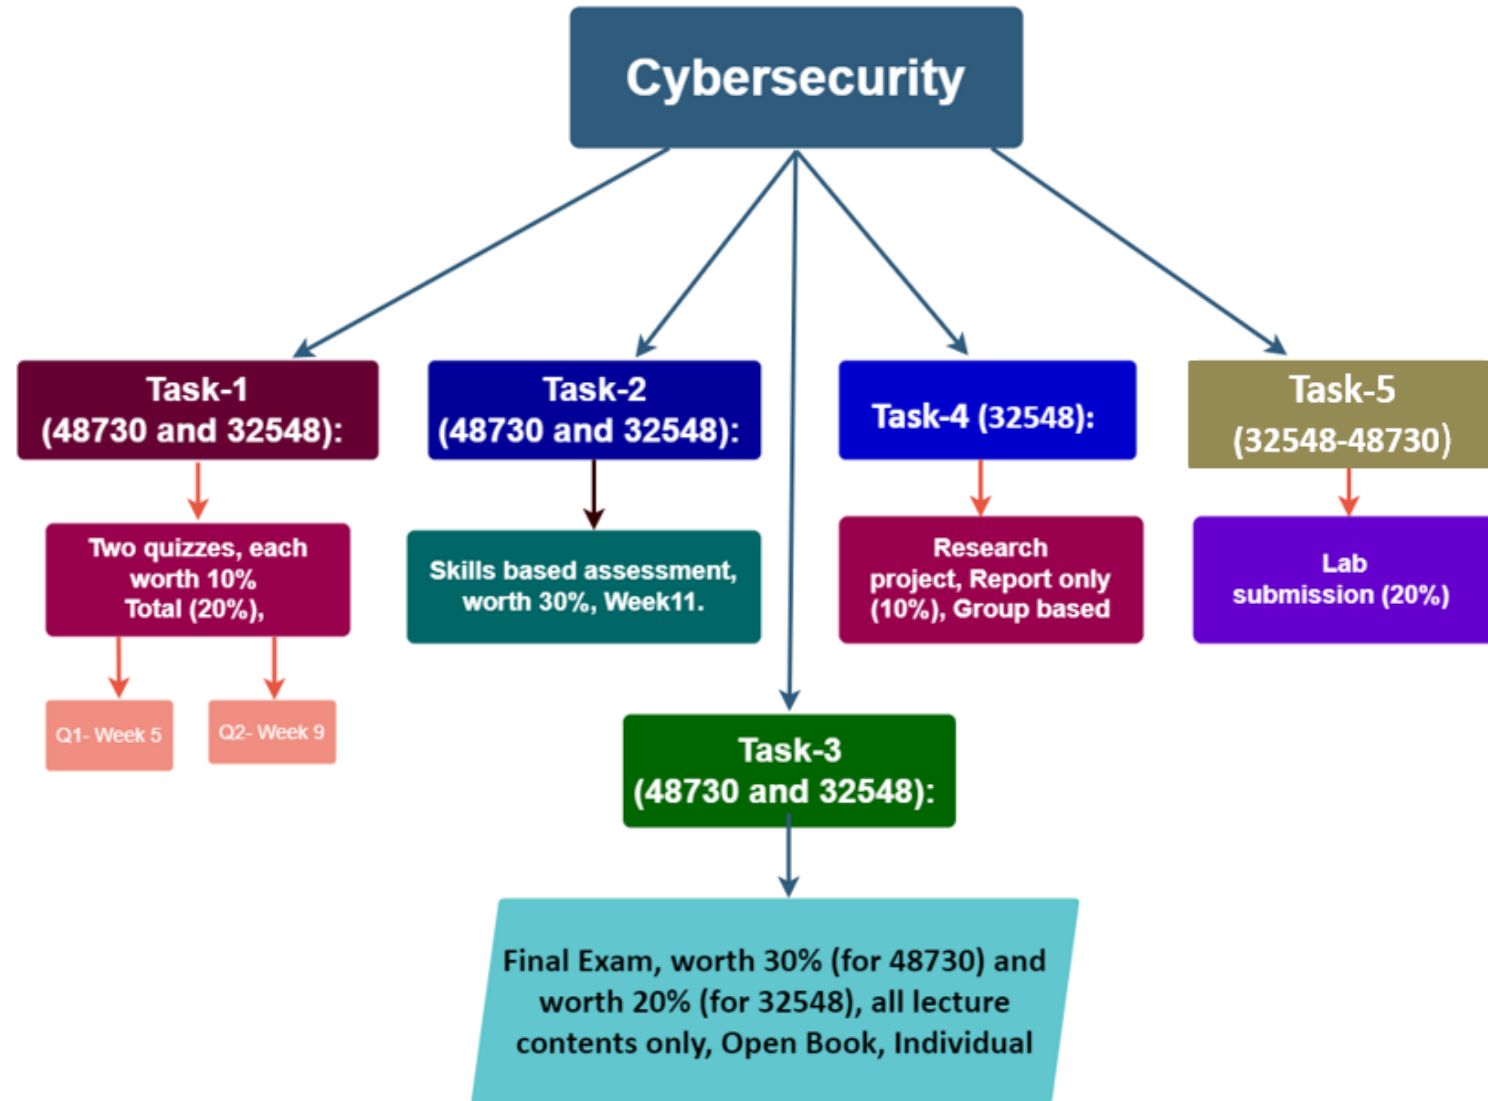 Cybersecurity
Task-1
(48730 and 32548):
Two quizzes, each
worth 10%
Total (20%),
Q1- Week 5
Q2- Week 9
Task-2
(48730 and 32548):
Skills based assessment,
worth 30%, Week11.
Task-4 (32548):
Research
project, Report only
(10%), Group based
Task-5
(32548-48730)
Lab
submission (20%)
Task-3
(48730 and 32548):
Final Exam, worth 30% (for 48730) and
worth 20% (for 32548), all lecture
contents only, Open Book, Individual